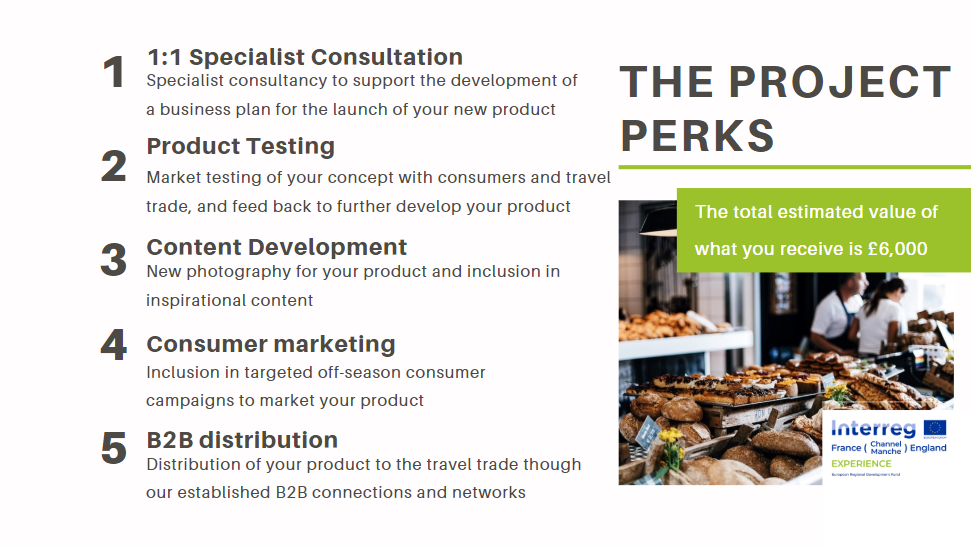 1
1:1 Specialist Consultation
Specialist consultancy to support the development of
a business plan for the launch of your new product
2
Product Testing
Market testing of your concept with consumers and travel
trade, and feed back to further develop your product
3
Content Development
New photography for your product and inclusion in
inspirational content
4
Consumer marketing
Inclusion in targeted off-season consumer
campaigns to market your product
5
B2B distribution
Distribution of your product to the travel trade though
our established B2B connections and networks
THE PROJECT
PERKS
The total estimated value of
what you receive is £6,000
Interreg
France ( Channel Manche ) England
EXPERIENCE
European Regional Development Fund